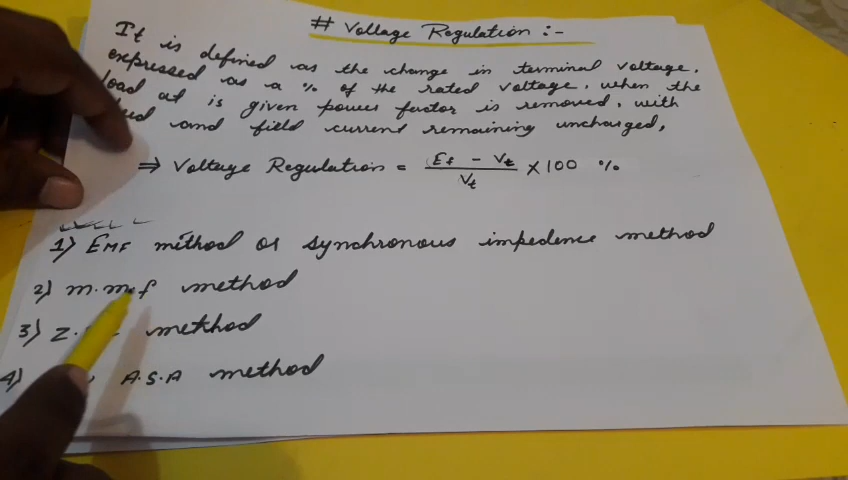 # Voltage Regulation :-
It is defined as the change in terminal voltage,
expressed as a % of the rated voltage, when the
load at is given power factor is removed, with
and field current remaining unchanged,
⇒ Voltage Regulation = (Ef - Vt)/Vt × 100 %
1) EMF method or synchronous impedence method
2) m.m.f method
3) Z. method
4) A.S.A method